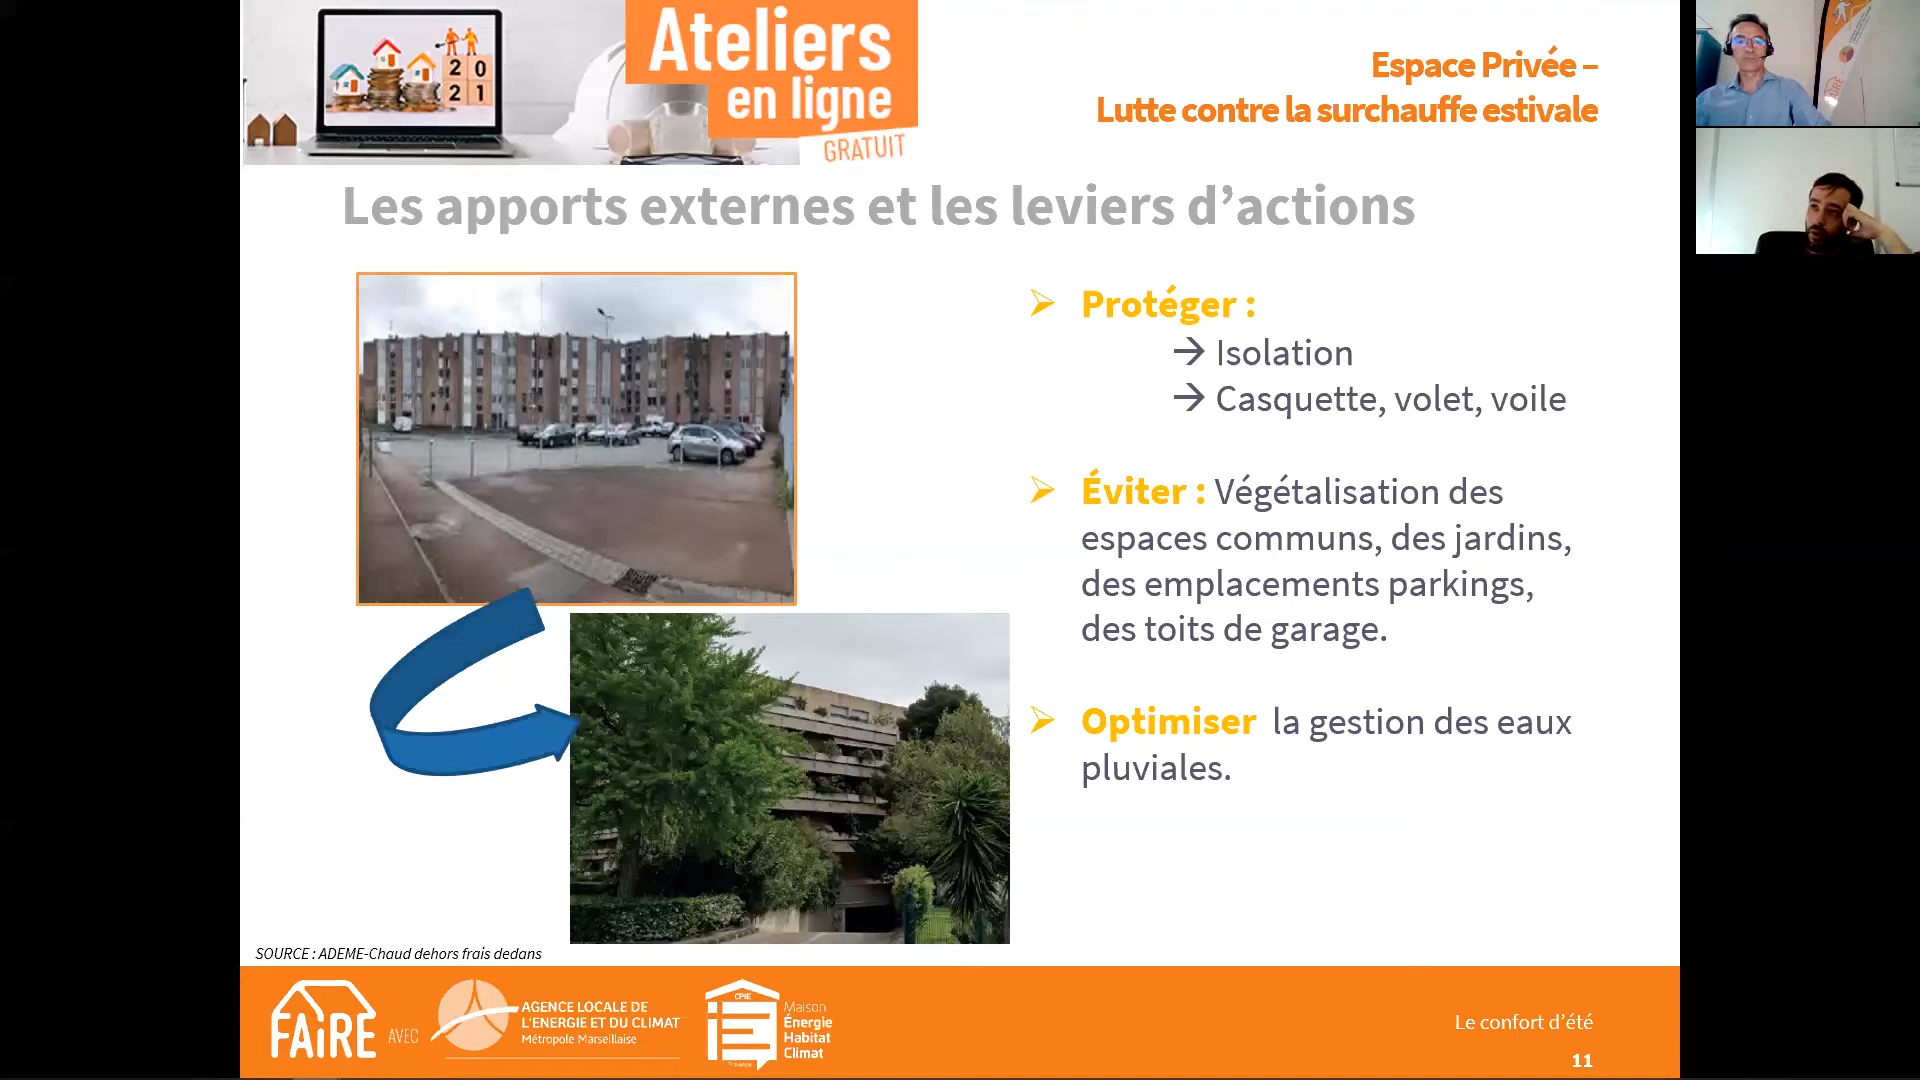 Ateliers
en ligne
GRATUIT
20
21
Espace Privée –
Lutte contre la surchauffe estivale
Les apports externes et les leviers d’actions
➢ Protéger :
→ Isolation
→ Casquette, volet, voile
➢ Éviter : Végétalisation des
espaces communs, des jardins,
des emplacements parkings,
des toits de garage.
➢ Optimiser la gestion des eaux
pluviales.
SOURCE : ADEME-Chaud dehors frais dedans
FAiRE
AVEC
AGENCE LOCALE DE
L'ENERGIE ET DU CLIMAT
Métropole Marseillaise
CPIE
Maison
Énergie
Habitat
Climat
Le confort d’été
11